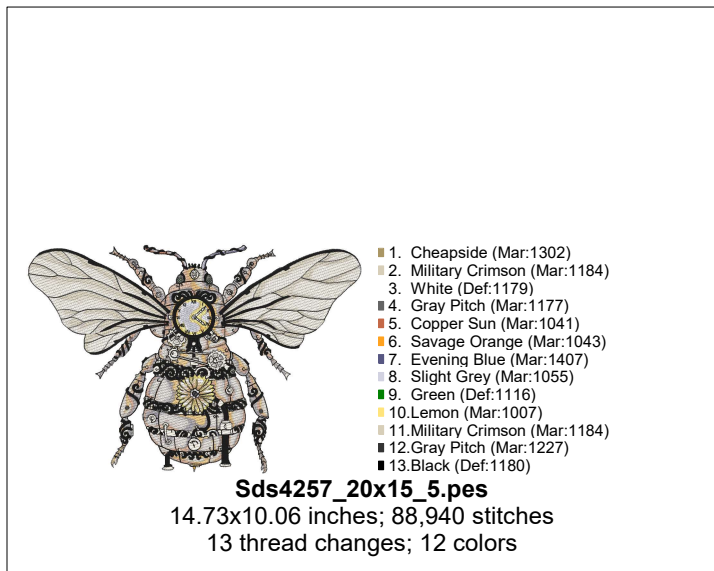 1. Cheapside (Mar:1302)
2. Military Crimson (Mar:1184)
3. White (Def:1179)
4. Gray Pitch (Mar:1177)
5. Copper Sun (Mar:1041)
6. Savage Orange (Mar:1043)
7. Evening Blue (Mar:1407)
8. Slight Grey (Mar:1055)
9. Green (Def:1116)
10.Lemon (Mar:1007)
11.Military Crimson (Mar:1184)
12.Gray Pitch (Mar:1227)
13.Black (Def:1180)
Sds4257_20x15_5.pes
14.73x10.06 inches; 88,940 stitches
13 thread changes; 12 colors